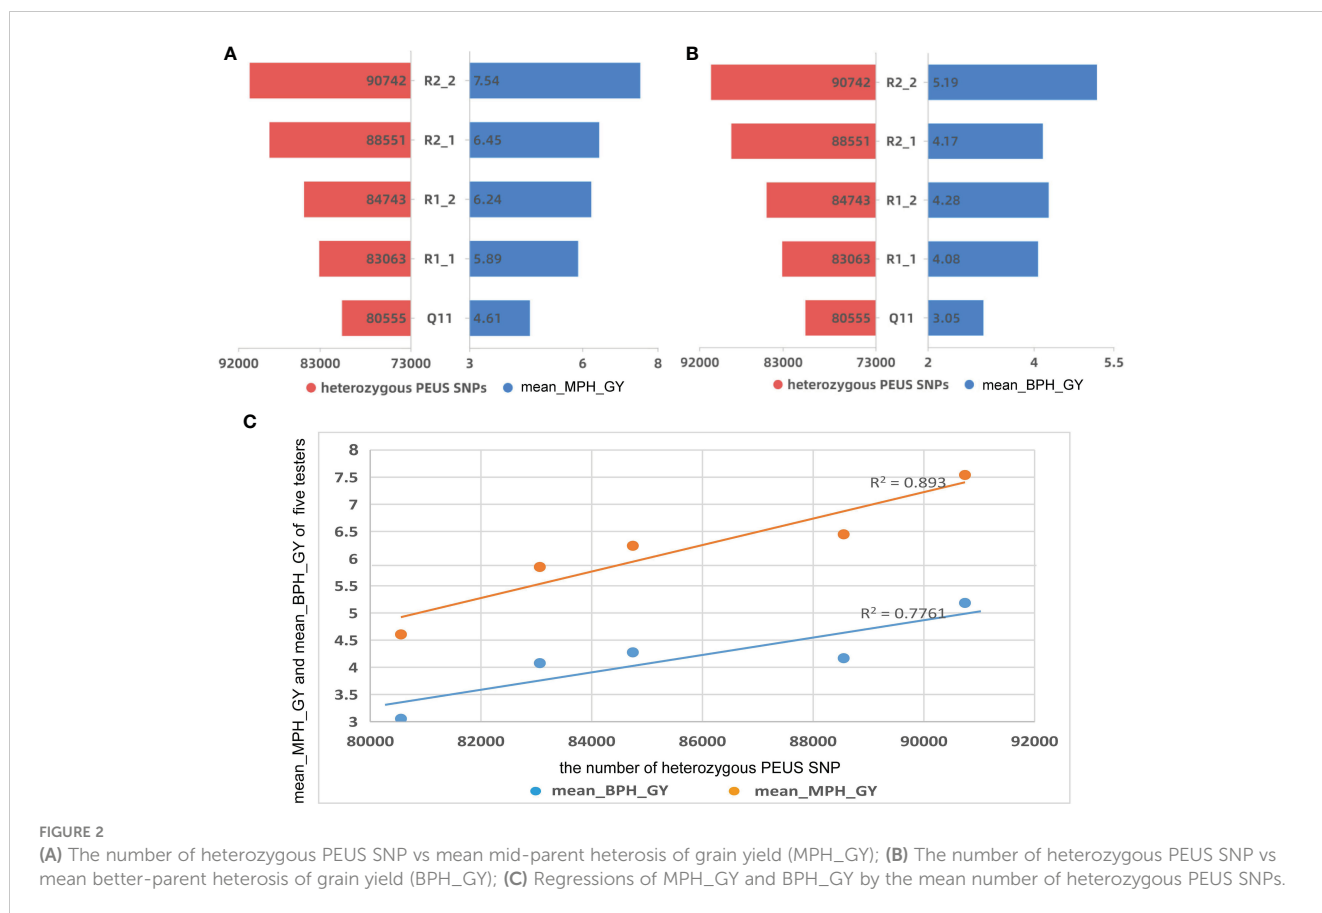 A
90742 R2_2 7.54
88551 R2_1 6.45
84743 R1_2 6.24
83063 R1_1 5.89
80555 Q11 4.61
92000 83000 73000 3 6 8
heterozygous PEUS SNPs mean_MPH_GY
B
90742 R2_2 5.19
88551 R2_1 4.17
84743 R1_2 4.28
83063 R1_1 4.08
80555 Q11 3.05
92000 83000 73000 2 4 5.5
heterozygous PEUS SNPs mean_BPH_GY
C
mean_MPH_GY and mean_BPH_GY of five testers
8
7.5
7
6.5
6
5.5
5
4.5
4
3.5
3
R² = 0.893
R² = 0.7761
80000 82000 84000 86000 88000 90000 92000
the number of heterozygous PEUS SNP
mean_BPH_GY mean_MPH_GY
FIGURE 2
(A) The number of heterozygous PEUS SNP vs mean mid-parent heterosis of grain yield (MPH_GY); (B) The number of heterozygous PEUS SNP vs
mean better-parent heterosis of grain yield (BPH_GY); (C) Regressions of MPH_GY and BPH_GY by the mean number of heterozygous PEUS SNPs.